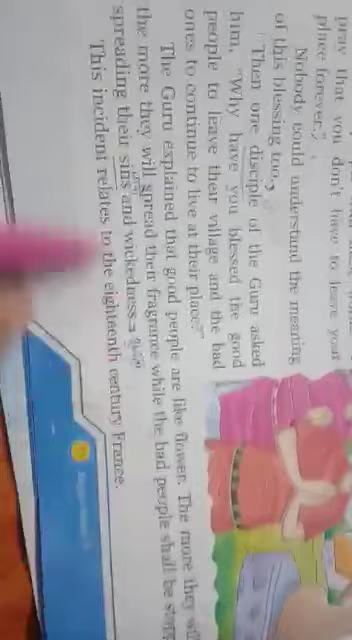 pray that you don't have to leave your
place forever."
Nobody could understand the meaning
of this blessing too.
Then one disciple of the Guru asked
him, "Why have you blessed the good
people to leave their village and the bad
ones to continue to live at their place?"
The Guru explained that good people are like flower. The more they
the more they will spread their fragrance while the bad people shall be
spreading their sins and wickedness.
This incident relates to the eighteenth century France.